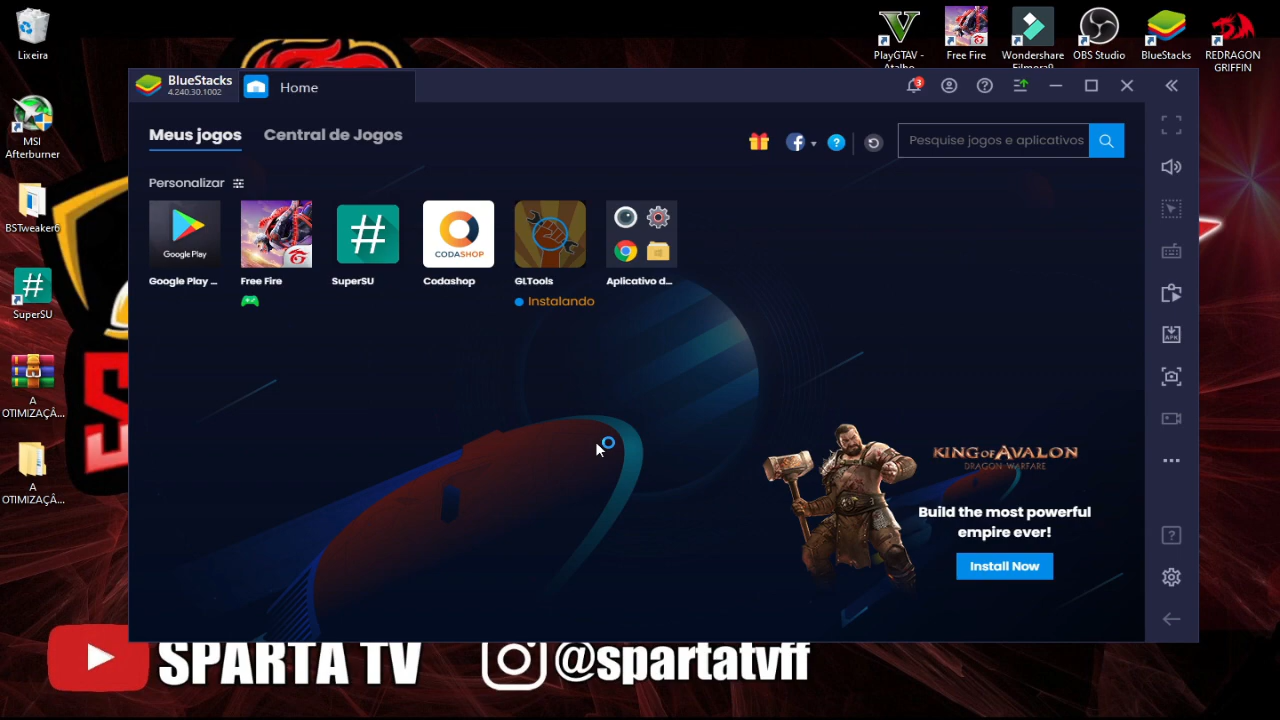 Lixeira
PlayGTAV -
Atalho
Free Fire
Wondershare
Filmora9
OBS Studio
BlueStacks
REDRAGON
GRIFFIN
BlueStacks
4.240.30.1002
Home
3
MSI
Afterburner
Meus jogos
Central de Jogos
Pesquise jogos e aplicativos
Personalizar
BSTweaker6
Google Play
Google Play ...
Free Fire
SuperSU
CODASHOP
Codashop
GLTools
Aplicativo d...
Instalando
SuperSU
A
OTIMIZAÇÃ...
A
OTIMIZAÇÃ...
KING OF AVALON
DRAGON WARFARE
Build the most powerful
empire ever!
Install Now
APK
SPARTA TV
@spartatvff